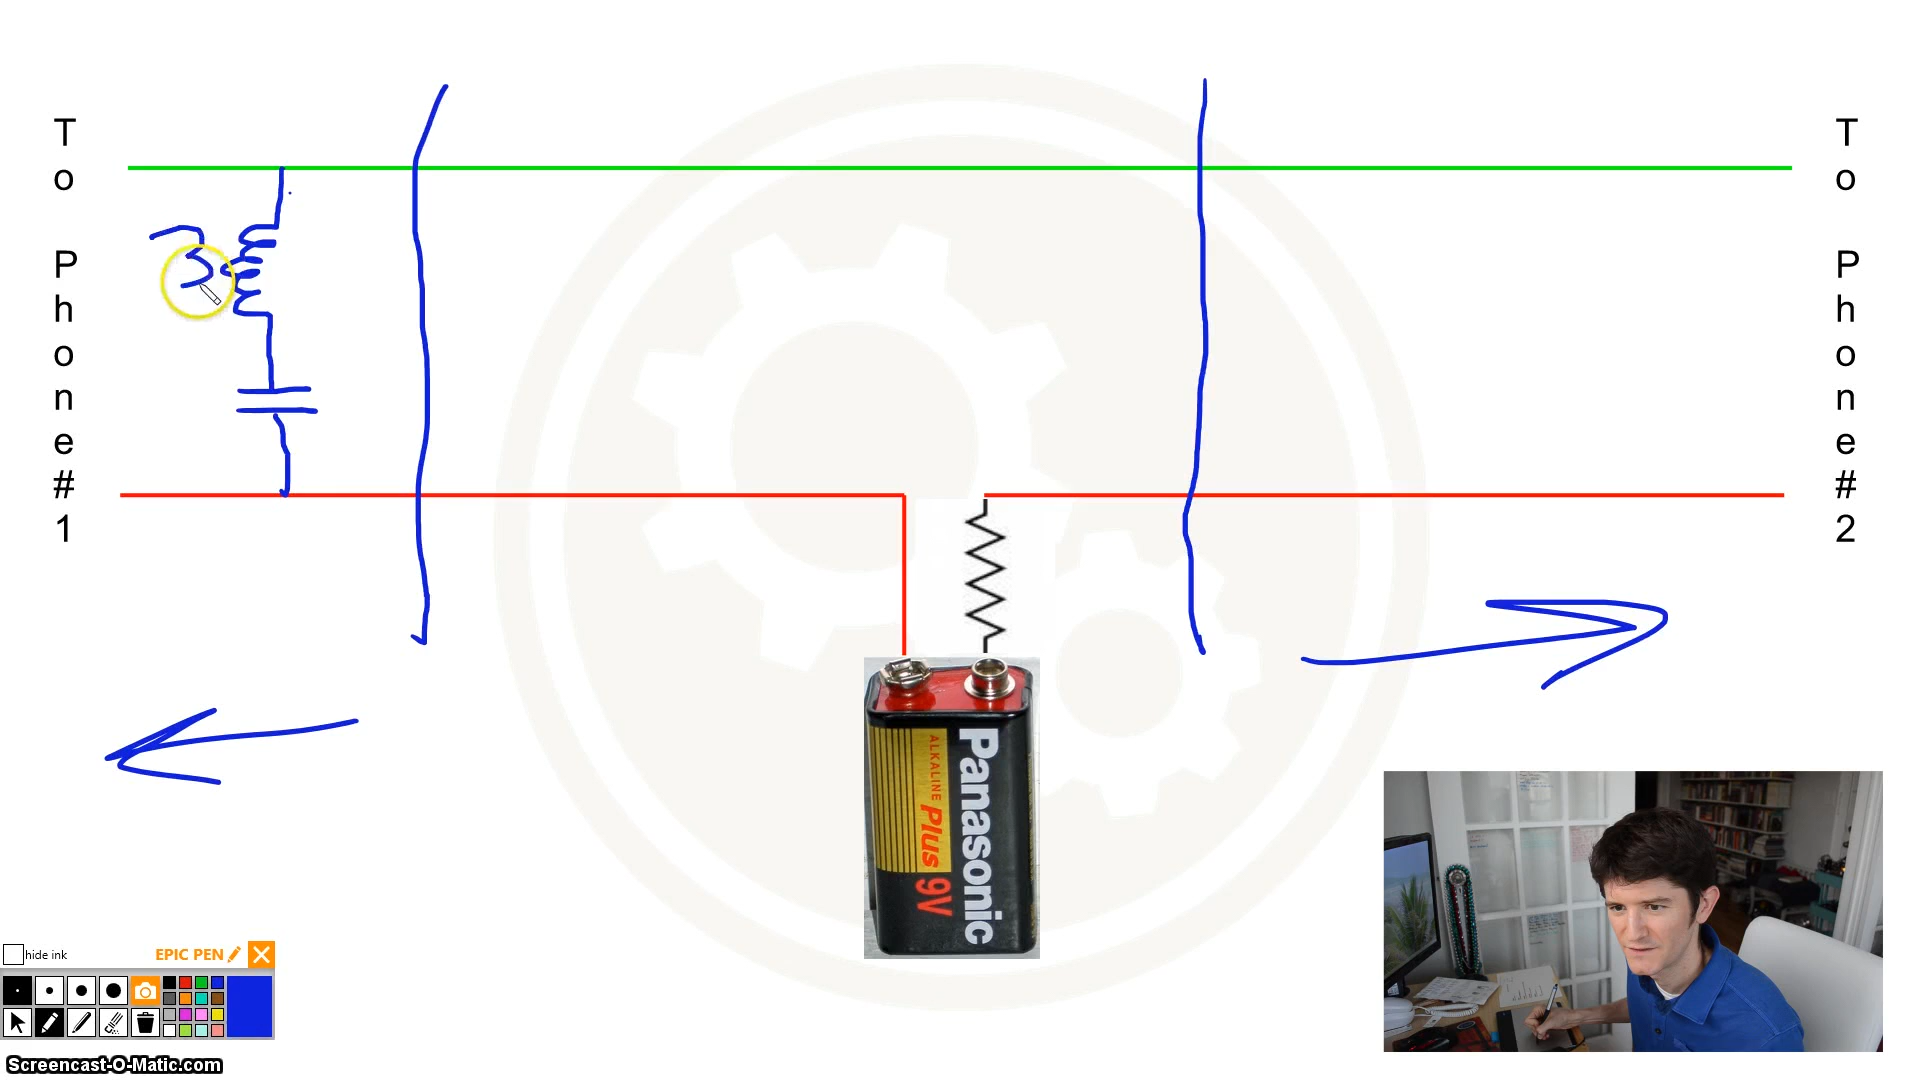 To Phone#1
To Phone#2
Panasonic
ALKALINE Plus 9V
hide ink
EPIC PEN
Screencast-O-Matic.com